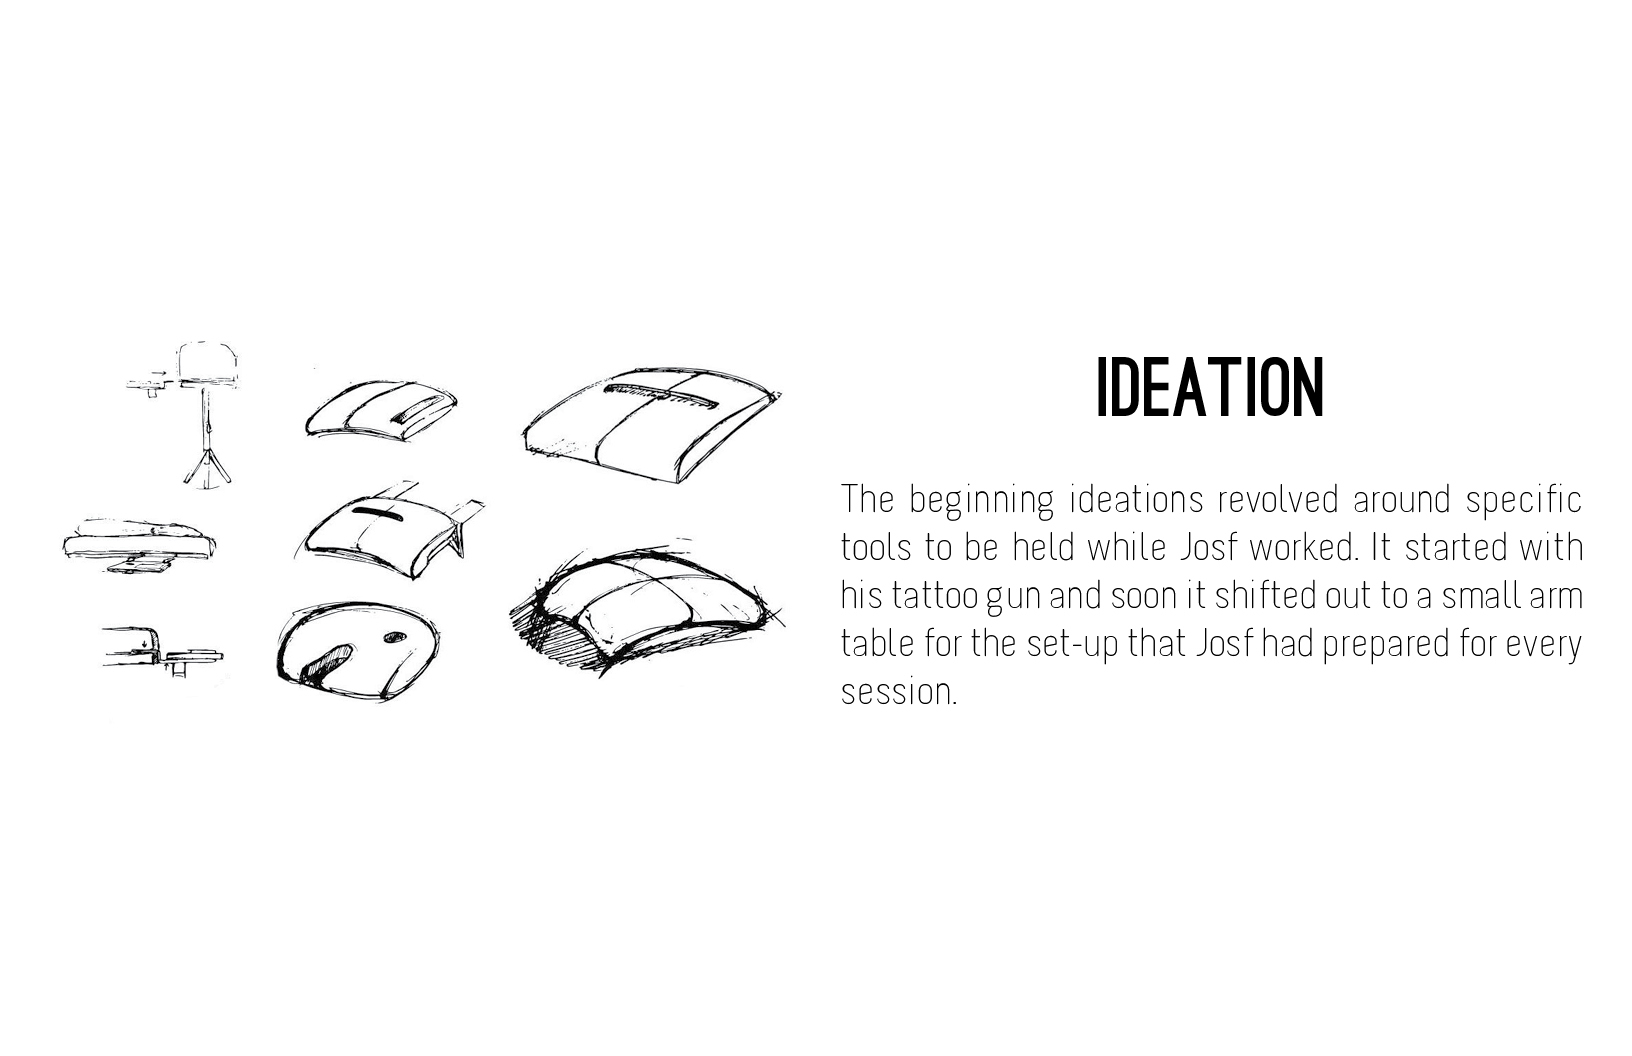 IDEATION
The beginning ideations revolved around specific
tools to be held while Josf worked. It started with
his tattoo gun and soon it shifted out to a small arm
table for the set-up that Josf had prepared for every
session.